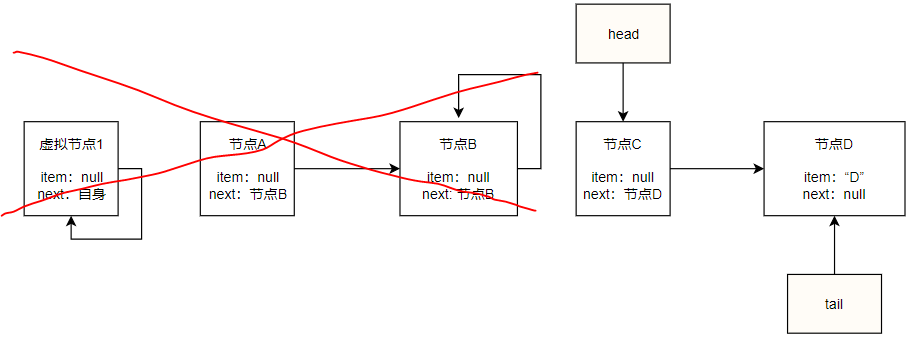 head
虚拟节点1
item：null
next：自身
节点A
item：null
next：节点B
节点B
item：null
next: 节点B
节点C
item：null
next：节点D
节点D
item：“D”
next：null
tail